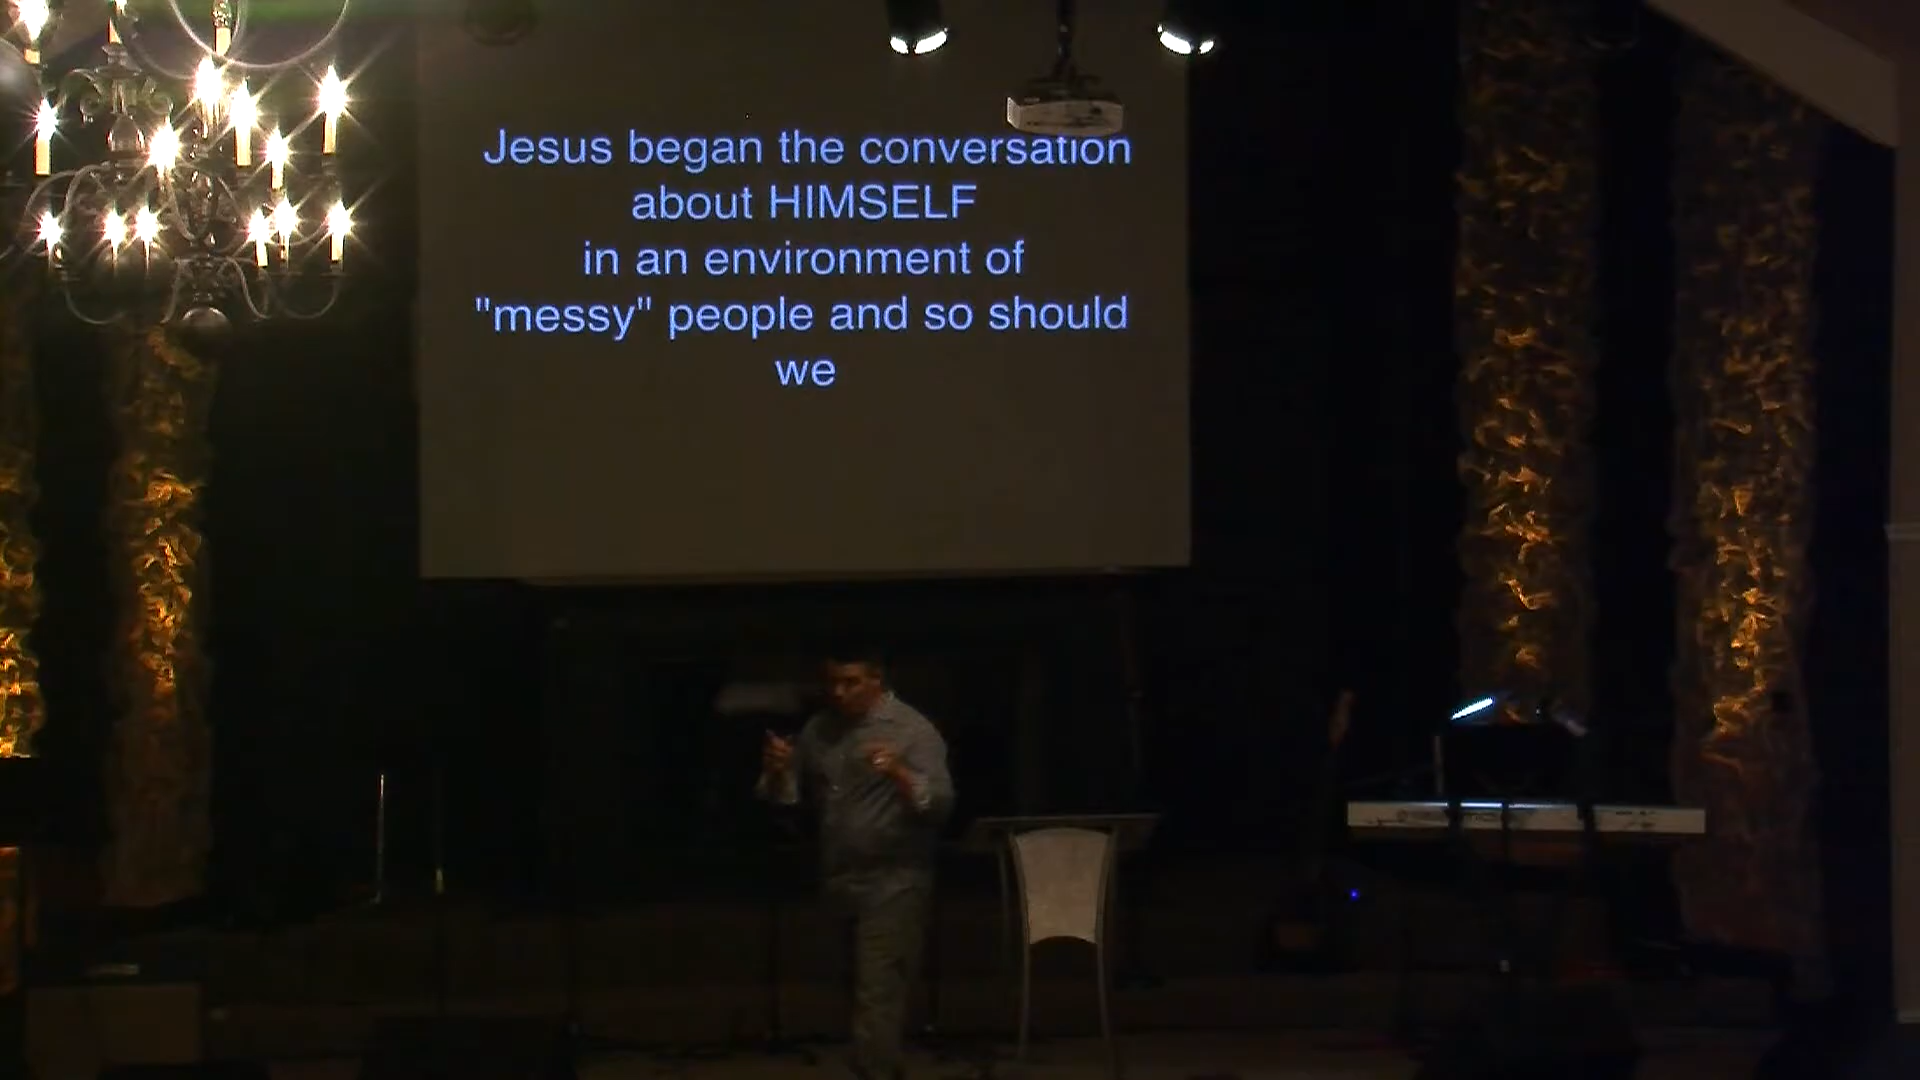 Jesus began the conversation
about HIMSELF
in an environment of
"messy" people and so should
we